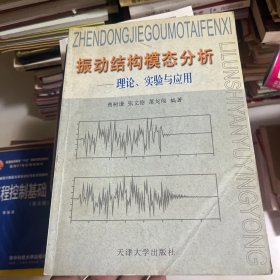 ZHENDONGJIEGOUMOTAIFENXI
LILUNSHIYANYUYINGYONG
振动结构模态分析
——理论、实验与应用
曹树谦 张文德 萧龙翔 编著
天津大学出版社
程控制基础